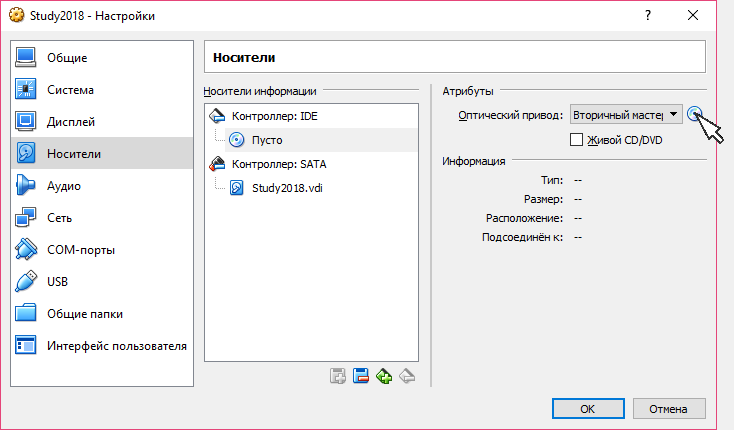 Study2018 - Настройки
?
Общие
Система
Дисплей
Носители
Аудио
Сеть
COM-порты
USB
Общие папки
Интерфейс пользователя
Носители
Носители информации
Контроллер: IDE
Пусто
Контроллер: SATA
Study2018.vdi
Атрибуты
Оптический привод: Вторичный мастер
Живой CD/DVD
Информация
Тип: --
Размер: --
Расположение: --
Подсоединён к: --
OK Отмена